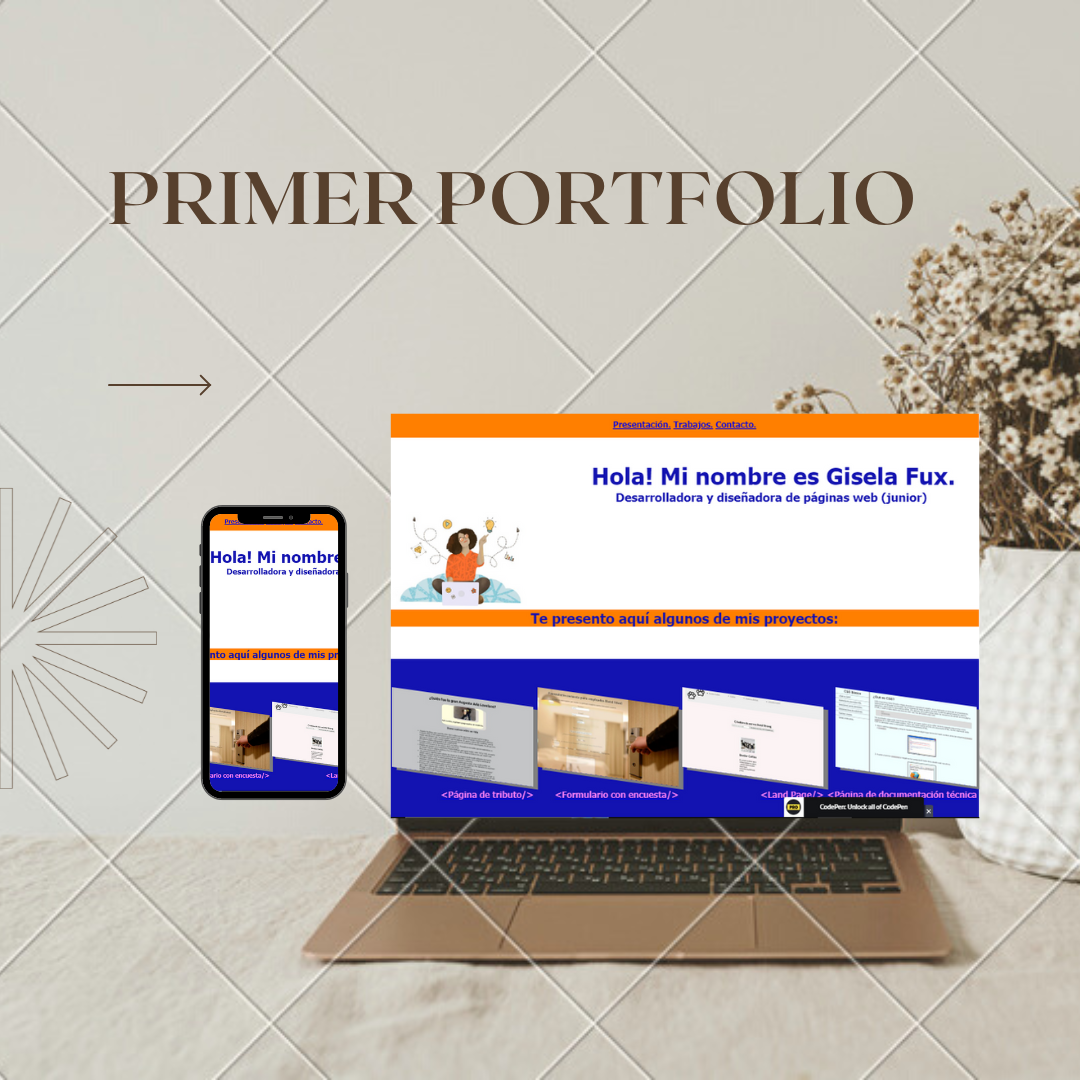 PRIMER PORTFOLIO
Presentación. Trabajos. Contacto.
Hola! Mi nombre es Gisela Fux.
Desarrolladora y diseñadora de páginas web (junior)
Te presento aquí algunos de mis proyectos:
<Página de tributo/> <Formulario con encuesta/> <Land Page/> <Página de documentación técnica
PRO CodePen: Unlock all of CodePen
Hola! Mi nombre
Desarrolladora y diseñadora
nto aquí algunos de mis pr
ario con encuesta/> <La